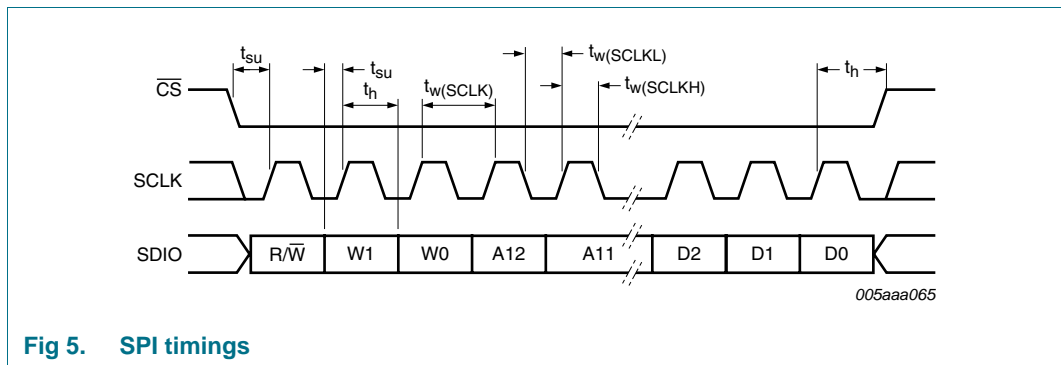 tsu
tsu
th
tw(SCLK)
tw(SCLKL)
tw(SCLKH)
th
CS
SCLK
SDIO
R/W W1 W0 A12 A11 D2 D1 D0
005aaa065
Fig 5. SPI timings